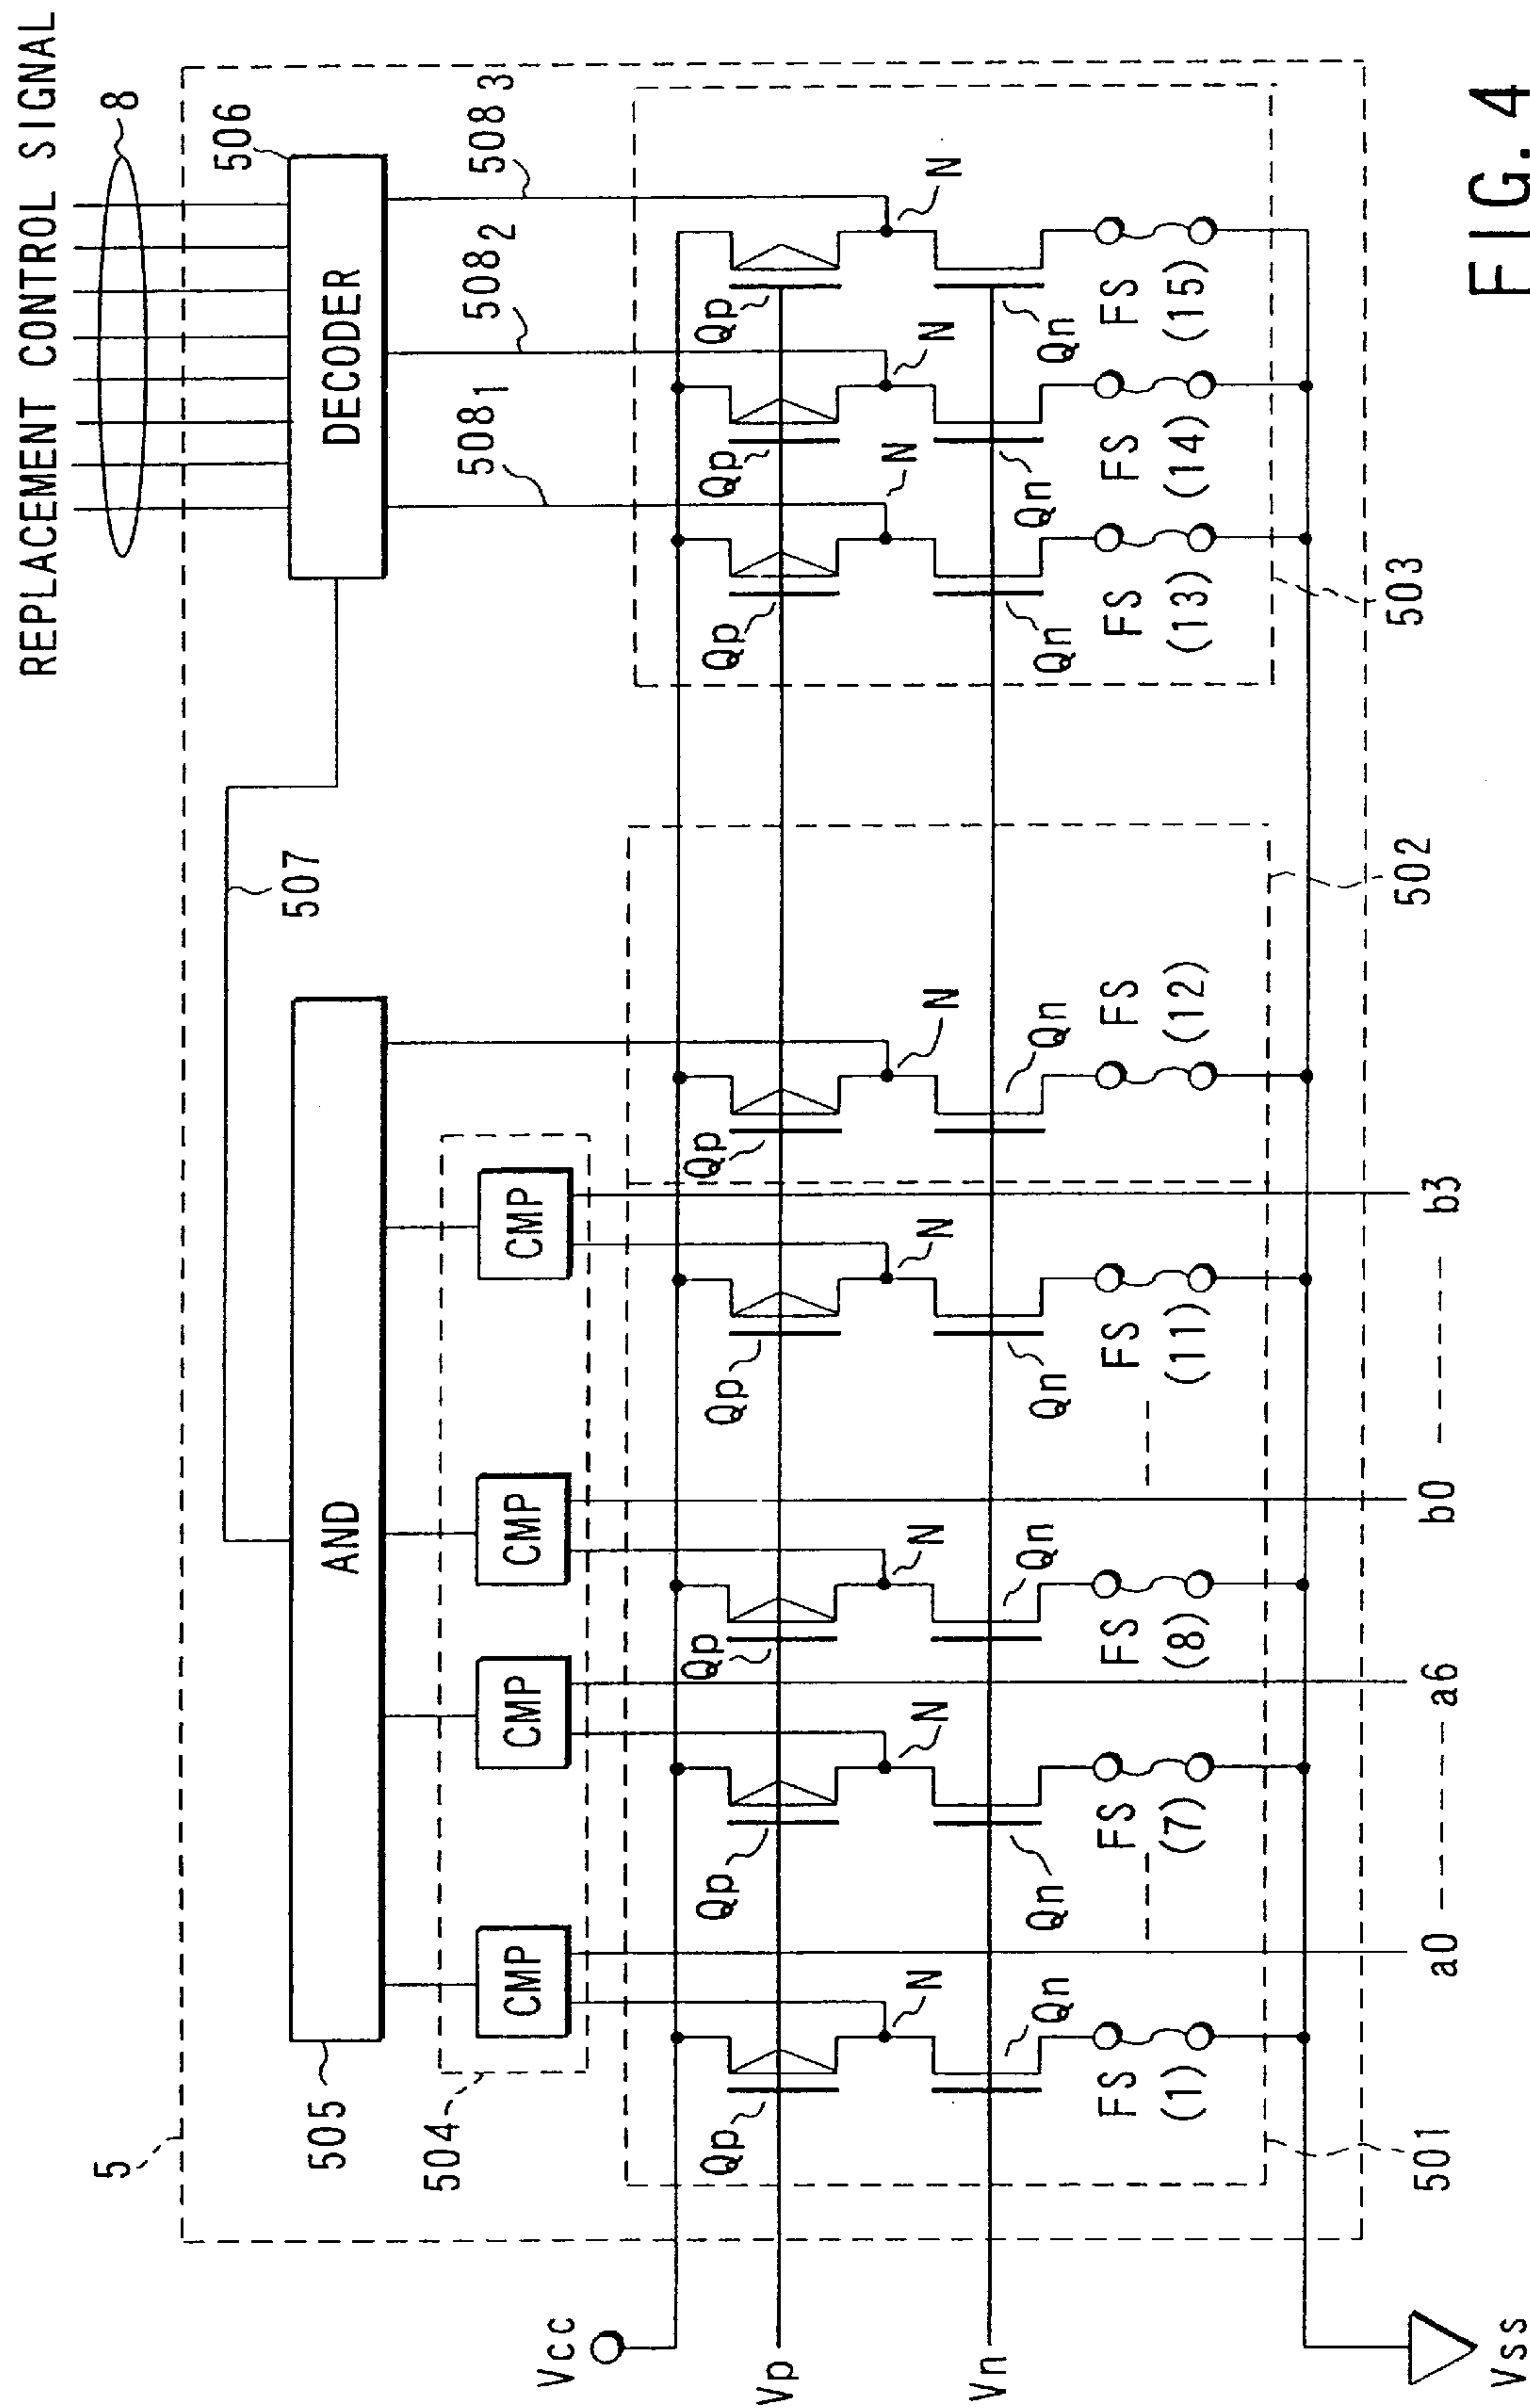 REPLACEMENT CONTROL SIGNAL
8
5
506
DECODER
507
505
AND
504
CMP
CMP
CMP
CMP
508 1
508 2
508 3
Vcc
Vp
Vn
Vss
Qp
Qp
Qp
Qp
Qp
Qp
Qp
Qp
N
N
N
N
N
N
N
N
Qn
Qn
Qn
Qn
Qn
Qn
Qn
Qn
FS
(1)
FS
(7)
FS
(8)
FS
(11)
FS
(12)
FS
(13)
FS
(14)
FS
(15)
501
a0
a6
b0
b3
502
503
FIG. 4